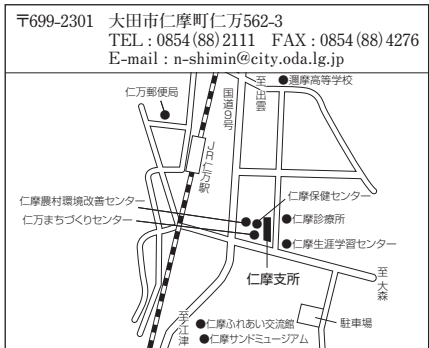 〒699-2301　大田市仁摩町仁万562-3
TEL：0854(88)2111　FAX：0854(88)4276
E-mail：n-shimin@city.oda.lg.jp
至出雲
●邇摩高等学校
仁万郵便局
国道9号
JR仁万駅
仁摩保健センター
仁摩農村環境改善センター
●仁摩診療所
仁万まちづくりセンター
●仁摩生涯学習センター
仁摩支所
至大森
至江津
●仁摩ふれあい交流館
駐車場
●仁摩サンドミュージアム